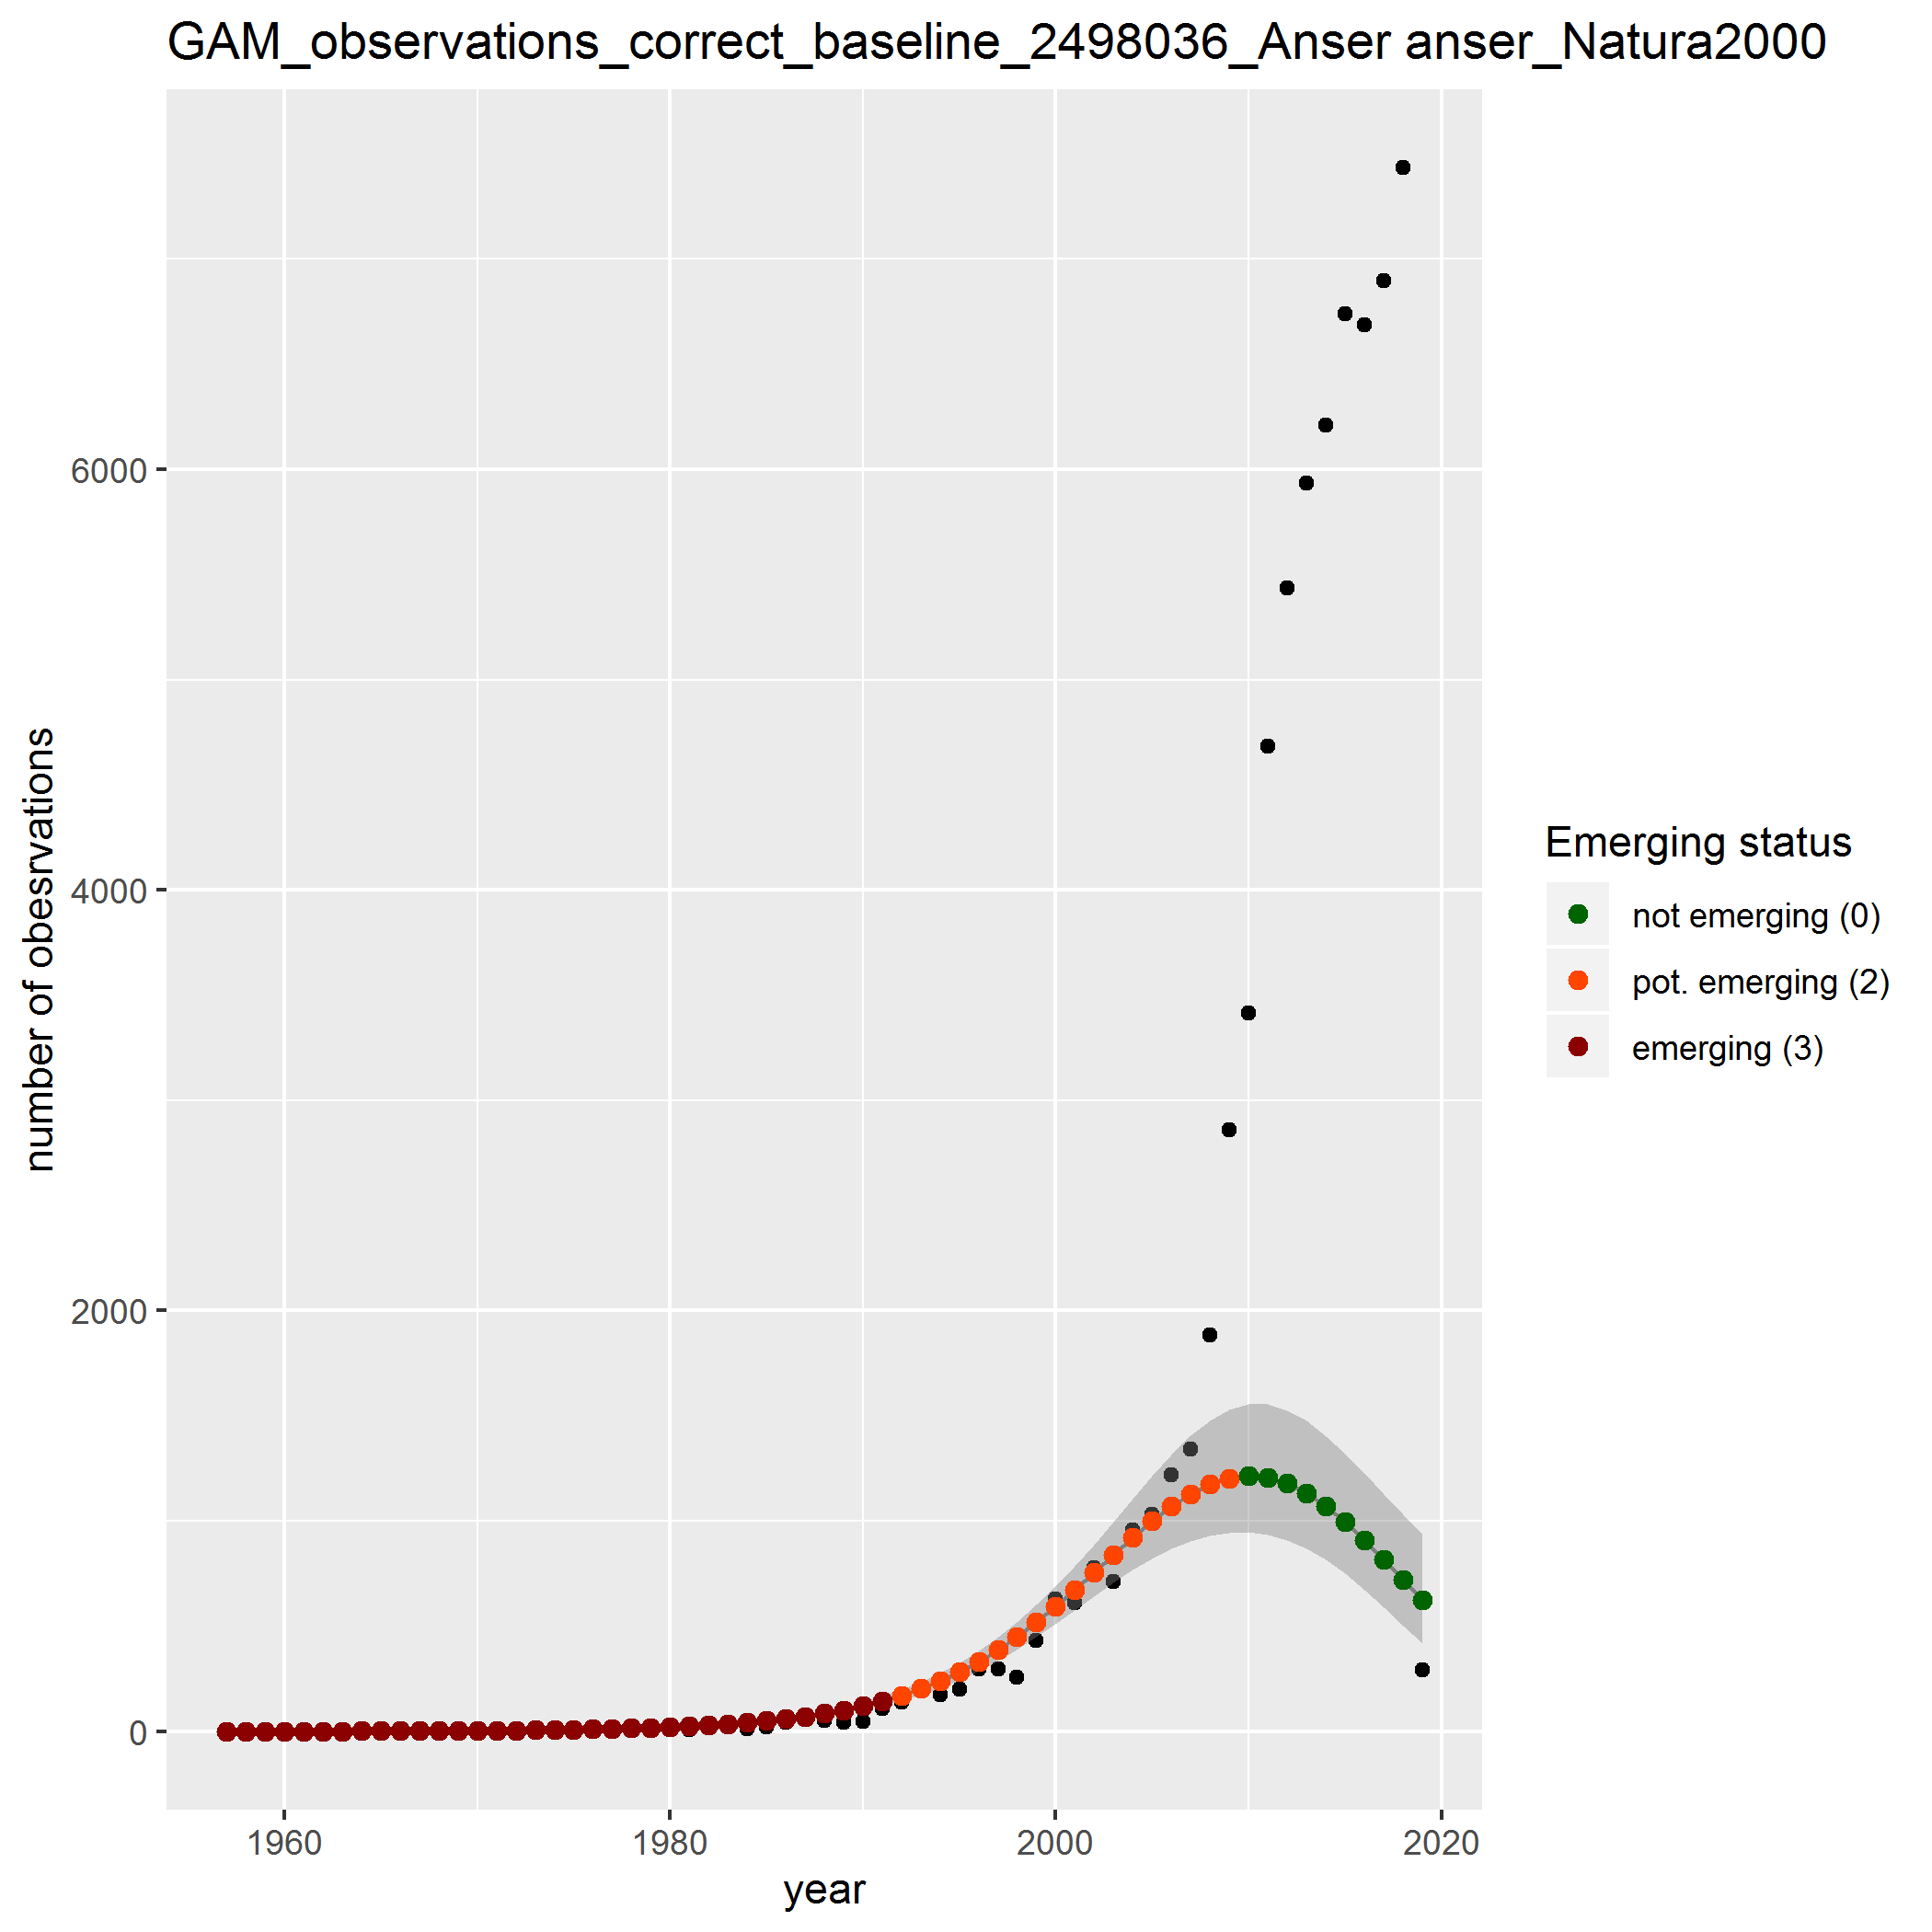 GAM_observations_correct_baseline_2498036_Anser anser_Natura2000
number of obesrvations
6000
4000
2000
0
1960 1980 2000 2020
year
Emerging status
not emerging (0)
pot. emerging (2)
emerging (3)